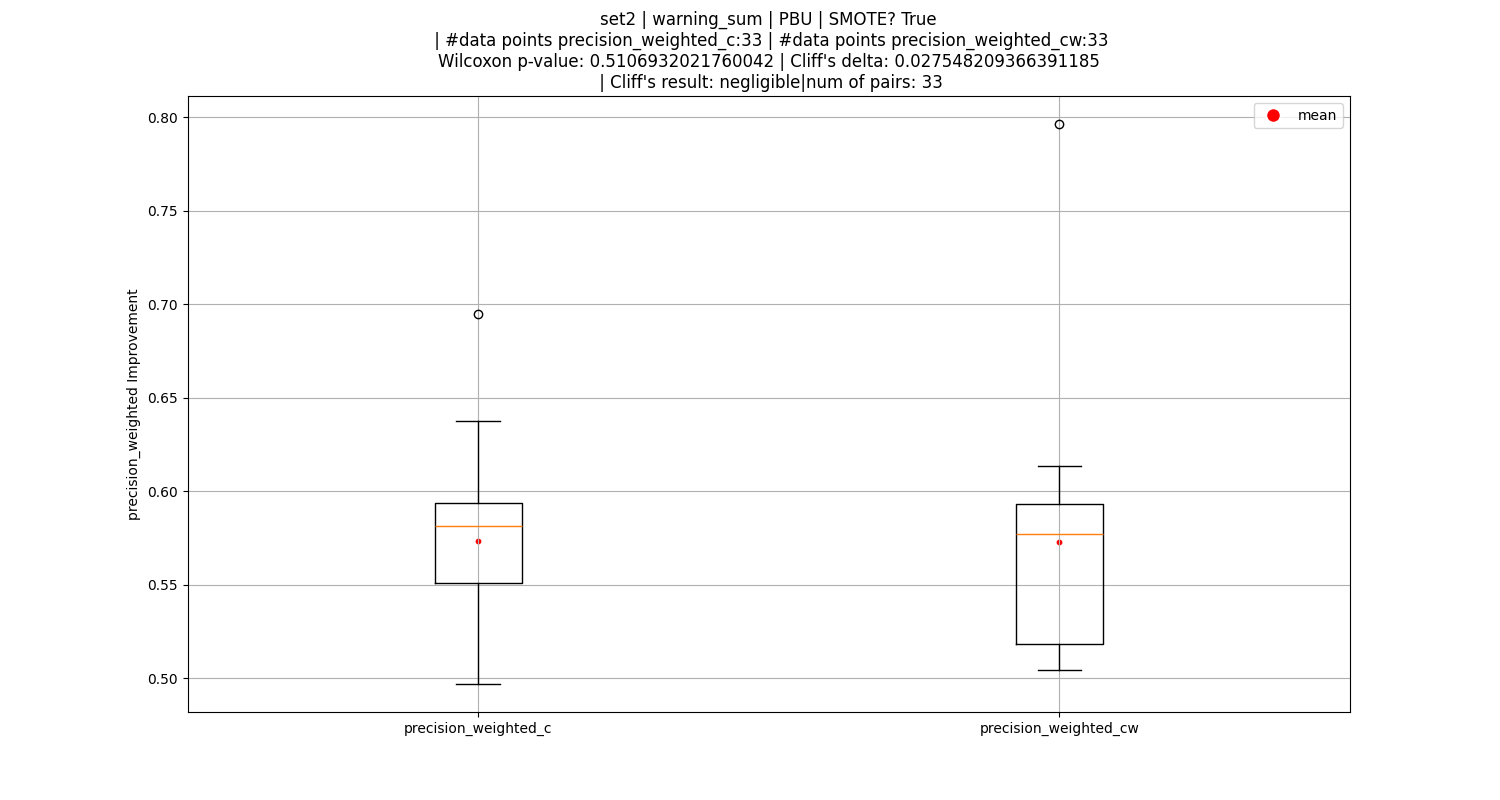 set2 | warning_sum | PBU | SMOTE? True
| #data points precision_weighted_c:33 | #data points precision_weighted_cw:33
Wilcoxon p-value: 0.5106932021760042 | Cliff's delta: 0.027548209366391185
| Cliff's result: negligible|num of pairs: 33
mean
0.80
0.75
0.70
0.65
0.60
0.55
0.50
precision_weighted Improvement
precision_weighted_c
precision_weighted_cw